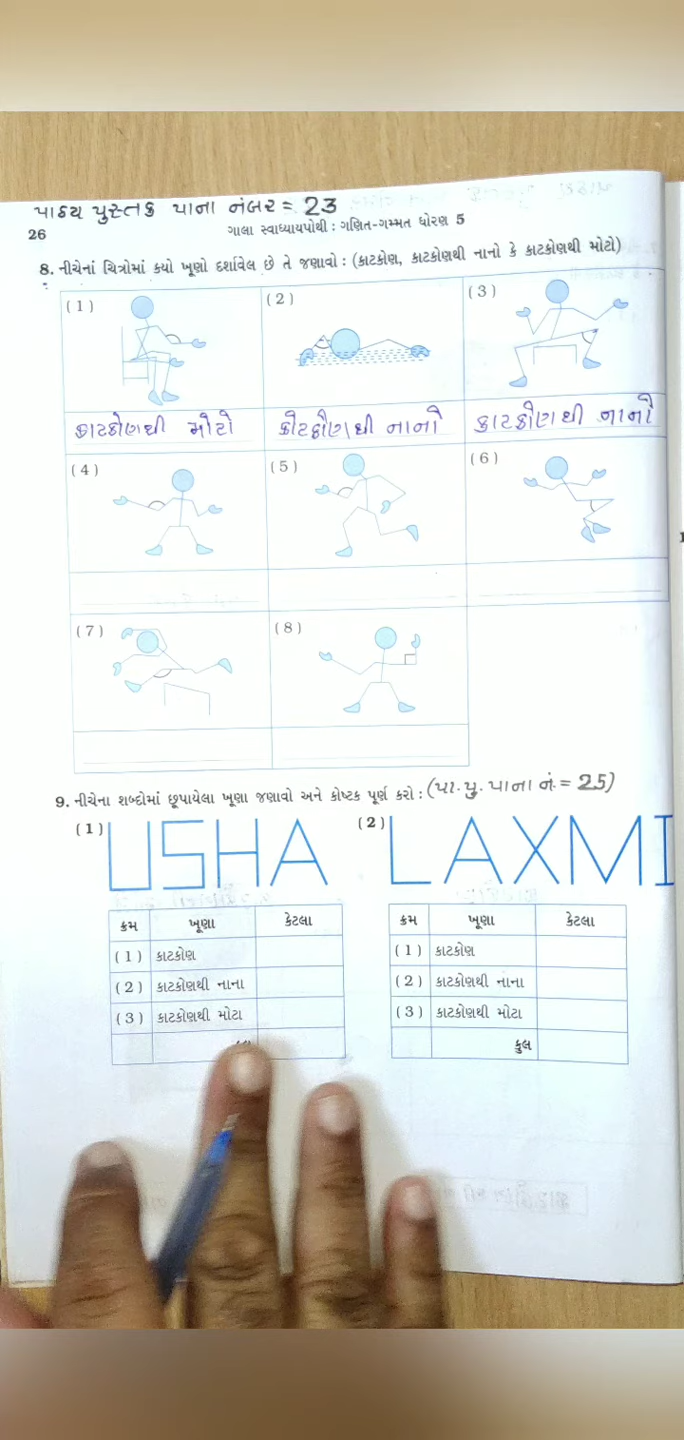 પાઠ્ય પુસ્તક પાના નંબર = 23
26
ગાલા સ્વાધ્યાયપોથી : ગણિત-ગમ્મત ધોરણ 5
8. નીચેનાં ચિત્રોમાં કયો ખૂણો દર્શાવેલ છે તે જણાવો : (કાટકોણ, કાટકોણથી નાનો કે કાટકોણથી મોટો)
(1) (2) (3)
કાટકોણથી મોટો કાટકોણથી નાનો કાટકોણથી નાનો
(4) (5) (6)
(7) (8)
9. નીચેના શબ્દોમાં છૂપાયેલા ખૂણા જણાવો અને કોષ્ટક પૂર્ણ કરો : (પા.પુ. પાના નં. = 25)
(1) USHA (2) LAXMI
ક્રમ ખૂણા કેટલા ક્રમ ખૂણા કેટલા
(1) કાટકોણ (1) કાટકોણ
(2) કાટકોણથી નાના (2) કાટકોણથી નાના
(3) કાટકોણથી મોટા (3) કાટકોણથી મોટા
કુલ